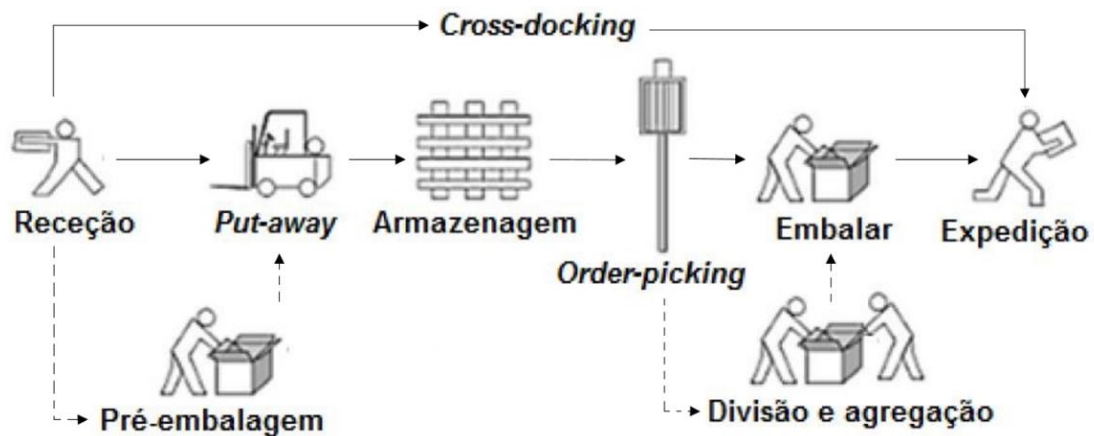 Cross-docking
Receção
Put-away
Armazenagem
Order-picking
Embalar
Expedição
Pré-embalagem
Divisão e agregação